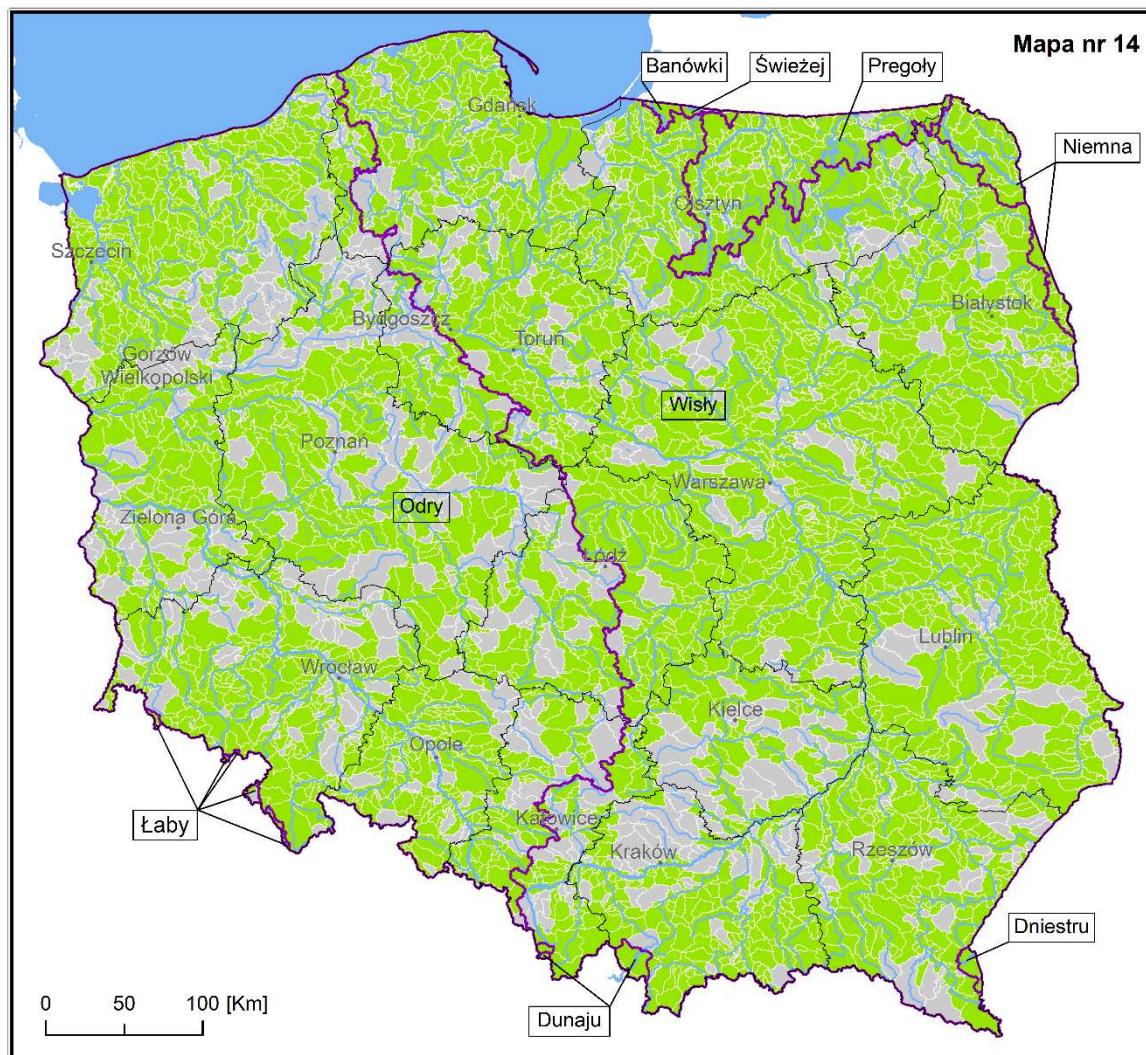 Mapa nr 14
Banówki
Świeżej
Pregoły
Gdańsk
Niemna
Olsztyn
Szczecin
Białystok
Bydgoszcz
Toruń
Gorzów
Wielkopolski
Wisły
Poznań
Warszawa
Odry
Zielona Góra
Łódź
Lublin
Wrocław
Kielce
Opole
Łaby
Katowice
Kraków
Rzeszów
Dniestru
0 50 100 [Km]
Dunaju